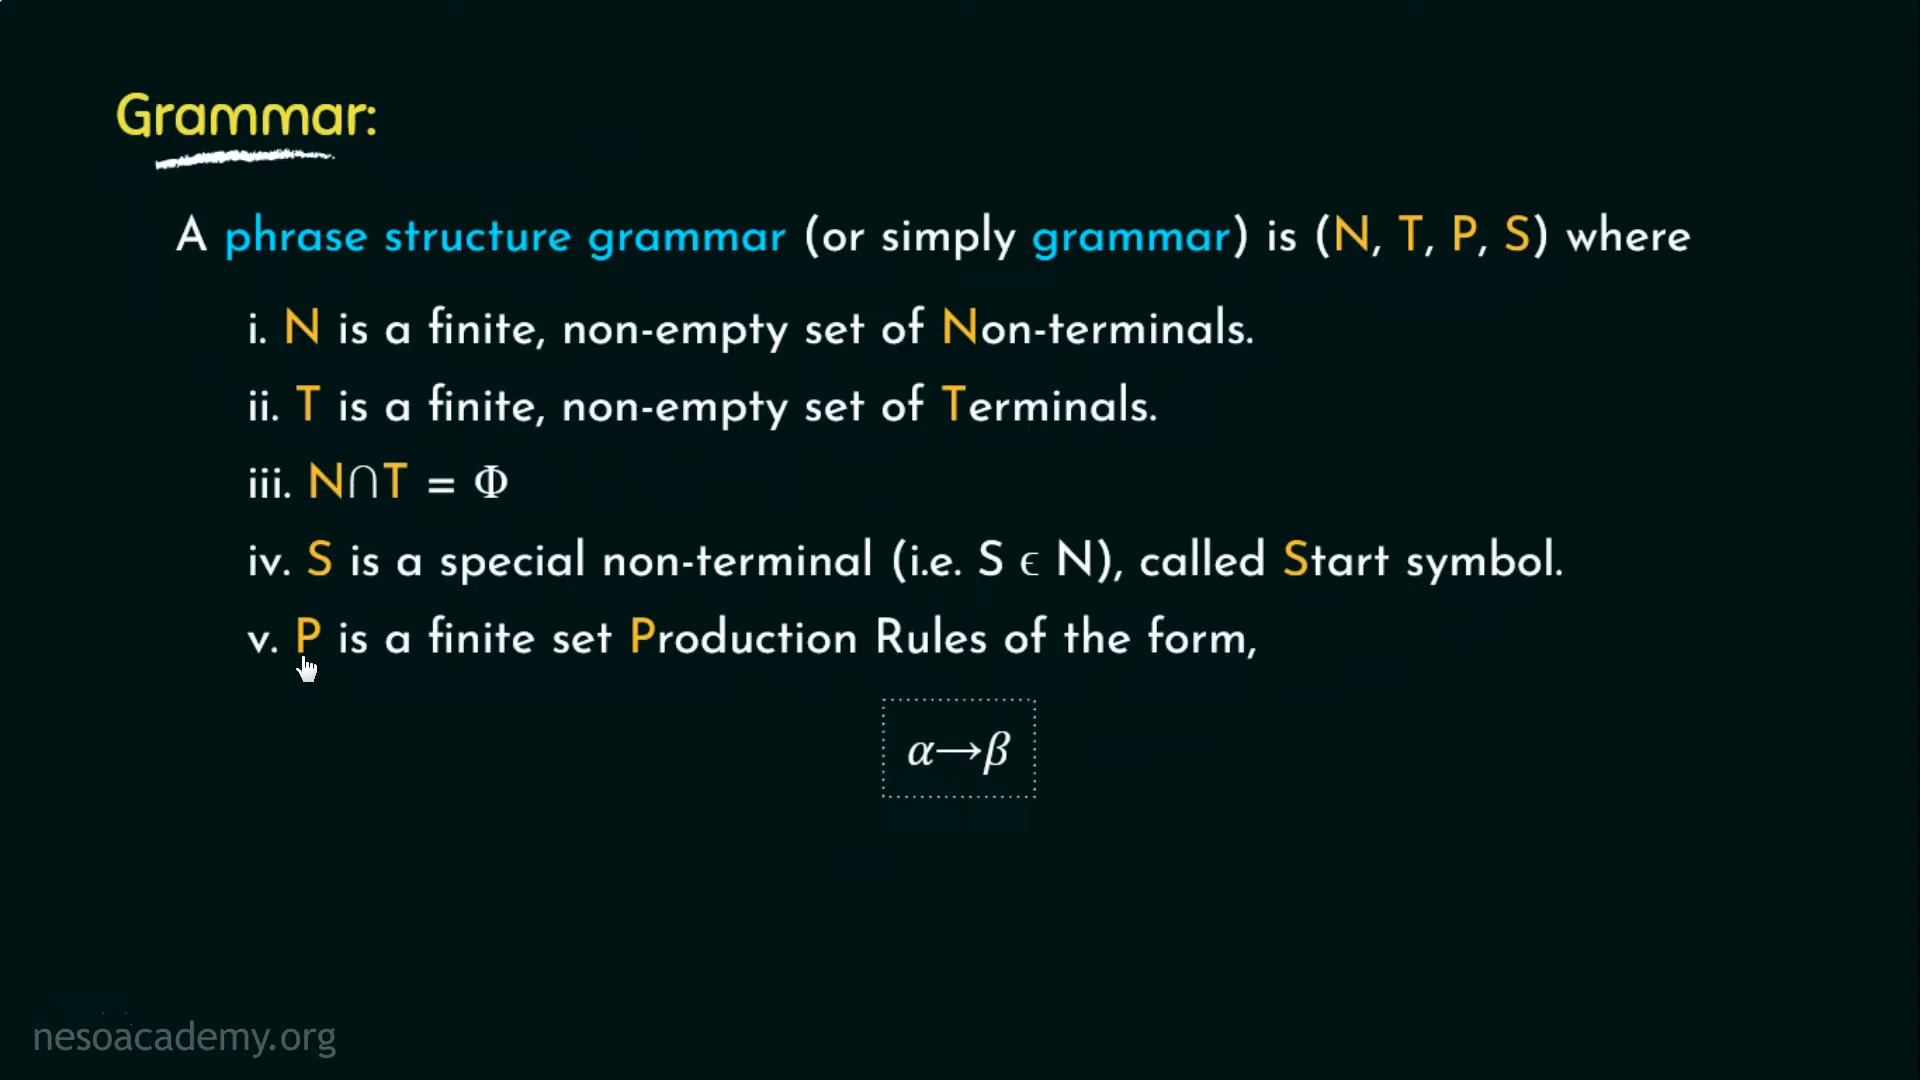 Grammar:
A phrase structure grammar (or simply grammar) is (N, T, P, S) where
i. N is a finite, non-empty set of Non-terminals.
ii. T is a finite, non-empty set of Terminals.
iii. N∩T = Φ
iv. S is a special non-terminal (i.e. S ϵ N), called Start symbol.
v. P is a finite set Production Rules of the form,
α→β
nesoacademy.org